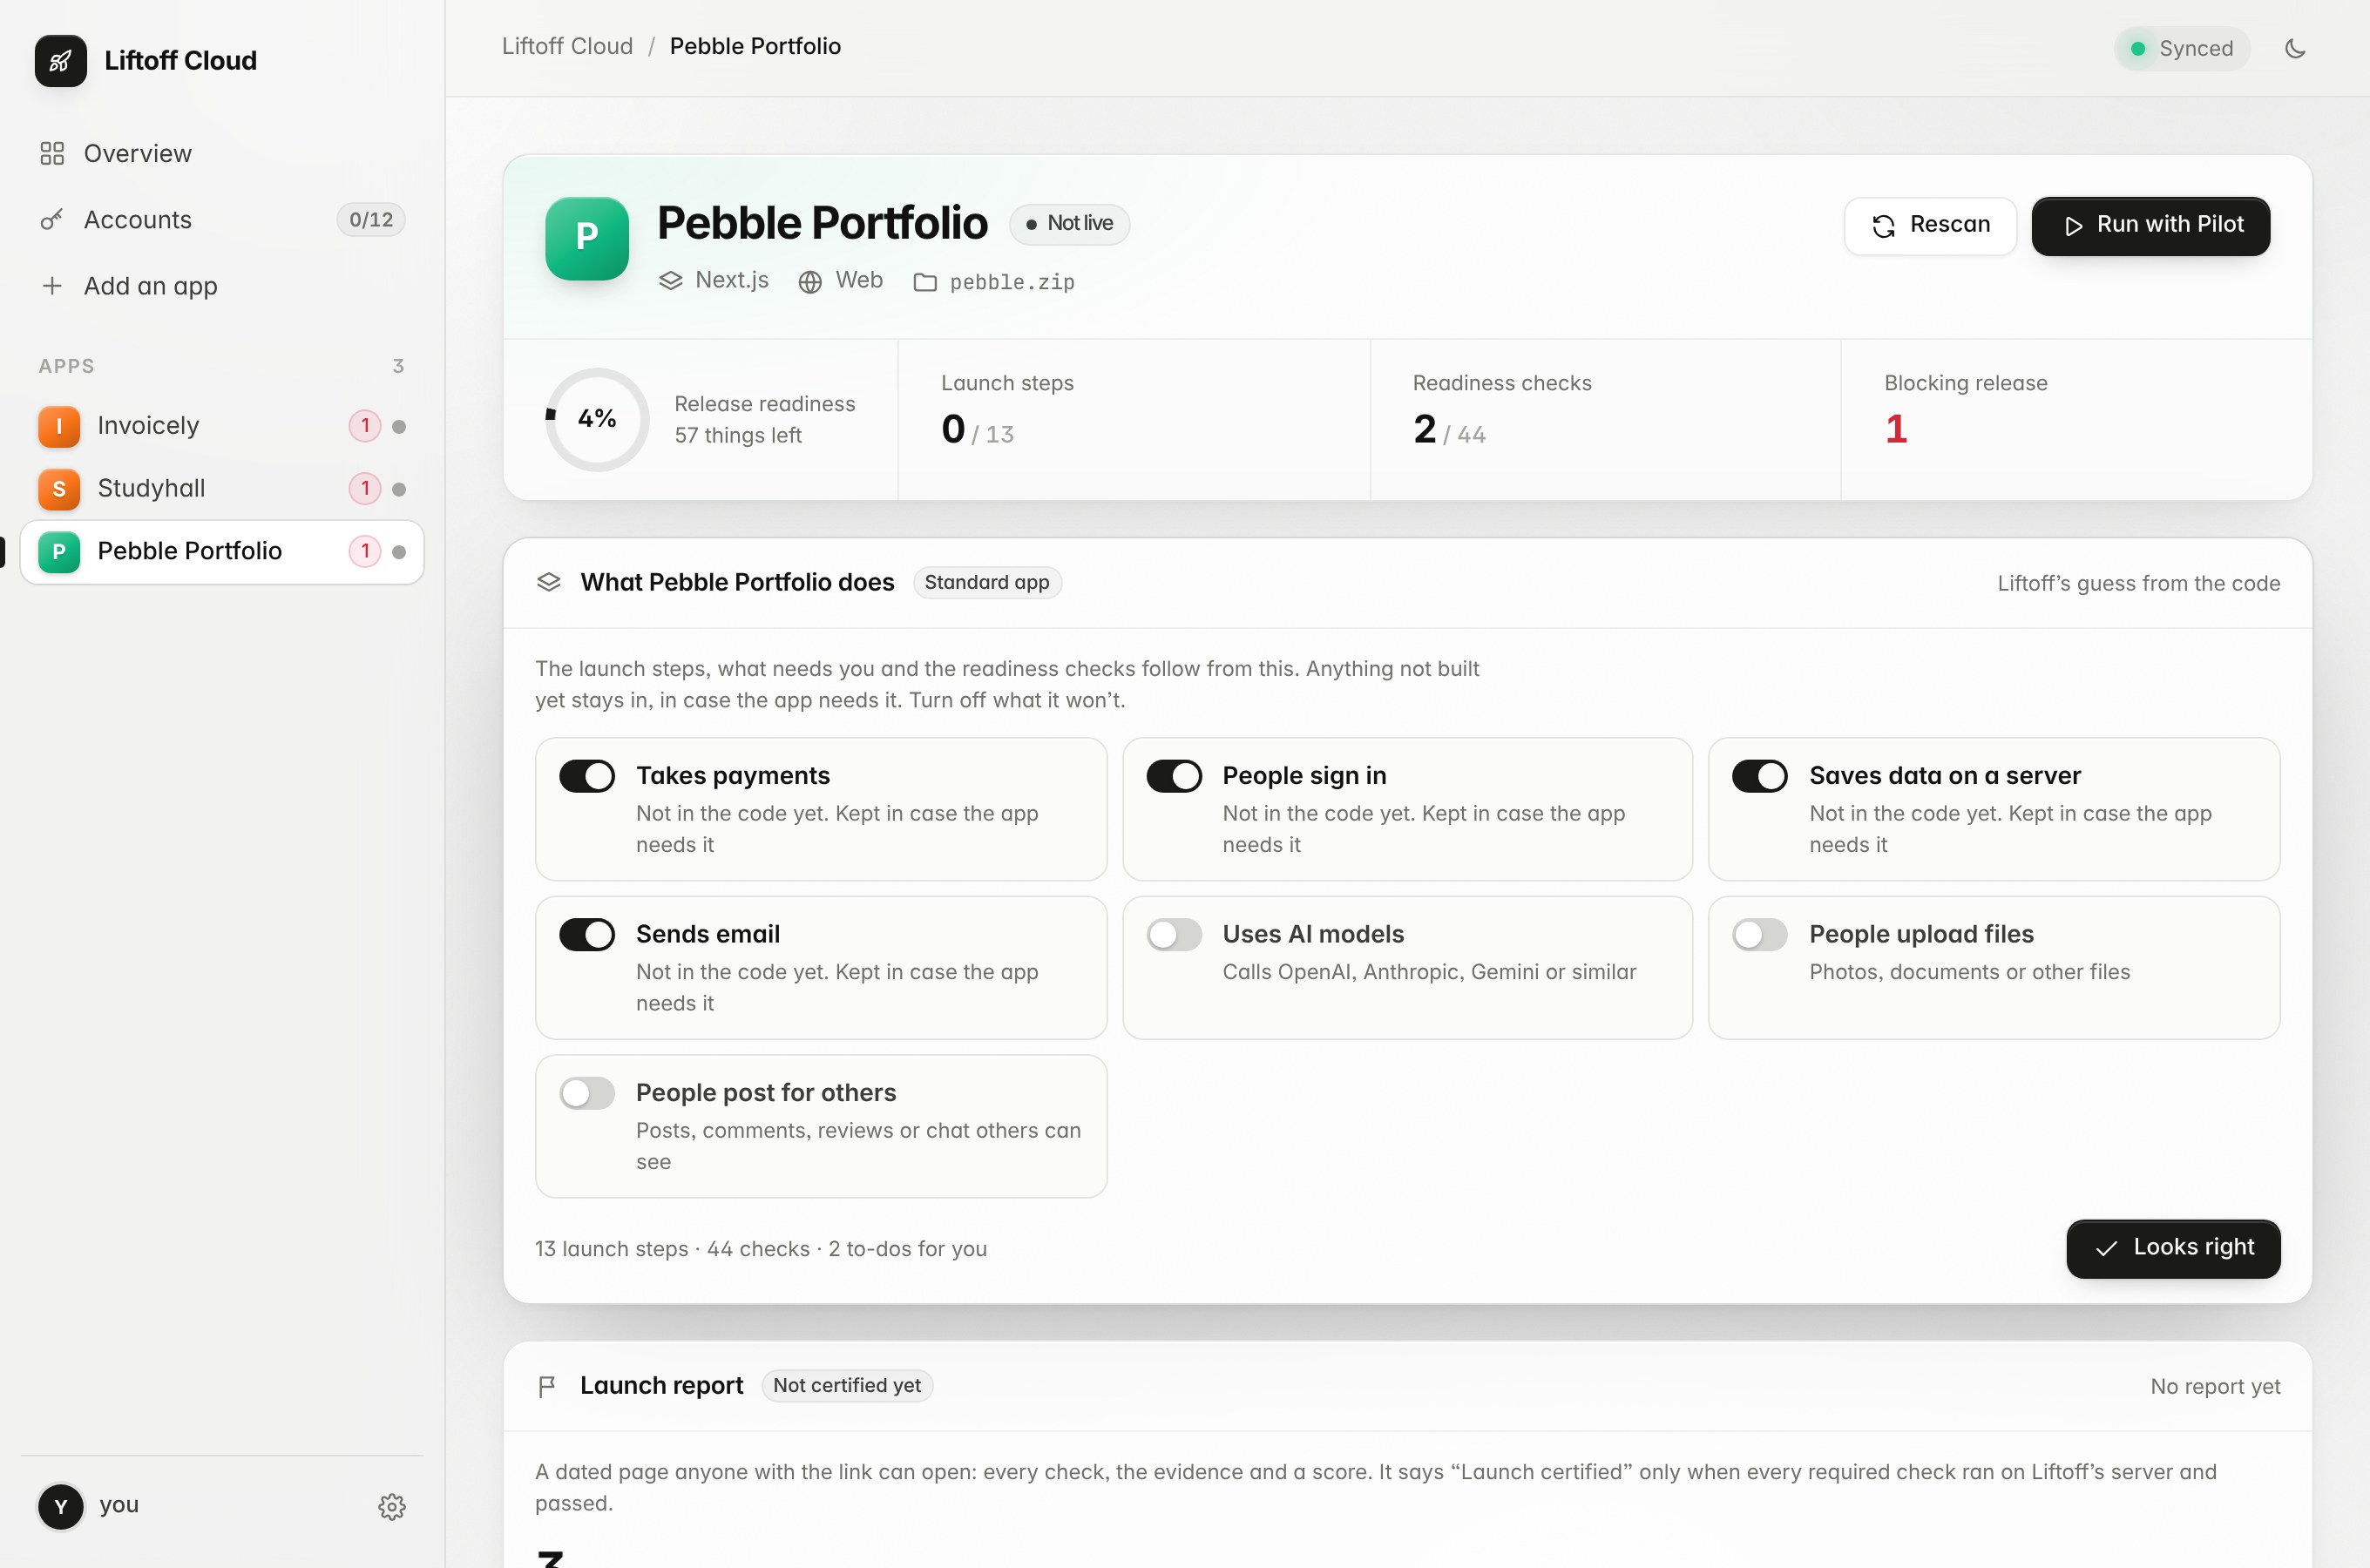 Liftoff Cloud
Overview
Accounts
0/12
Add an app
APPS
3
I
Invoicely
1
S
Studyhall
1
P
Pebble Portfolio
1
Y
you
Liftoff Cloud / Pebble Portfolio
Synced
P
Pebble Portfolio
Not live
Next.js
Web
pebble.zip
Rescan
Run with Pilot
4%
Release readiness
57 things left
Launch steps
0 / 13
Readiness checks
2 / 44
Blocking release
1
What Pebble Portfolio does
Standard app
Liftoff’s guess from the code
The launch steps, what needs you and the readiness checks follow from this. Anything not built
yet stays in, in case the app needs it. Turn off what it won’t.
Takes payments
Not in the code yet. Kept in case the app
needs it
People sign in
Not in the code yet. Kept in case the app
needs it
Saves data on a server
Not in the code yet. Kept in case the app
needs it
Sends email
Not in the code yet. Kept in case the app
needs it
Uses AI models
Calls OpenAI, Anthropic, Gemini or similar
People upload files
Photos, documents or other files
People post for others
Posts, comments, reviews or chat others can
see
13 launch steps · 44 checks · 2 to-dos for you
Looks right
Launch report
Not certified yet
No report yet
A dated page anyone with the link can open: every check, the evidence and a score. It says “Launch certified” only when every required check ran on Liftoff’s server and
passed.